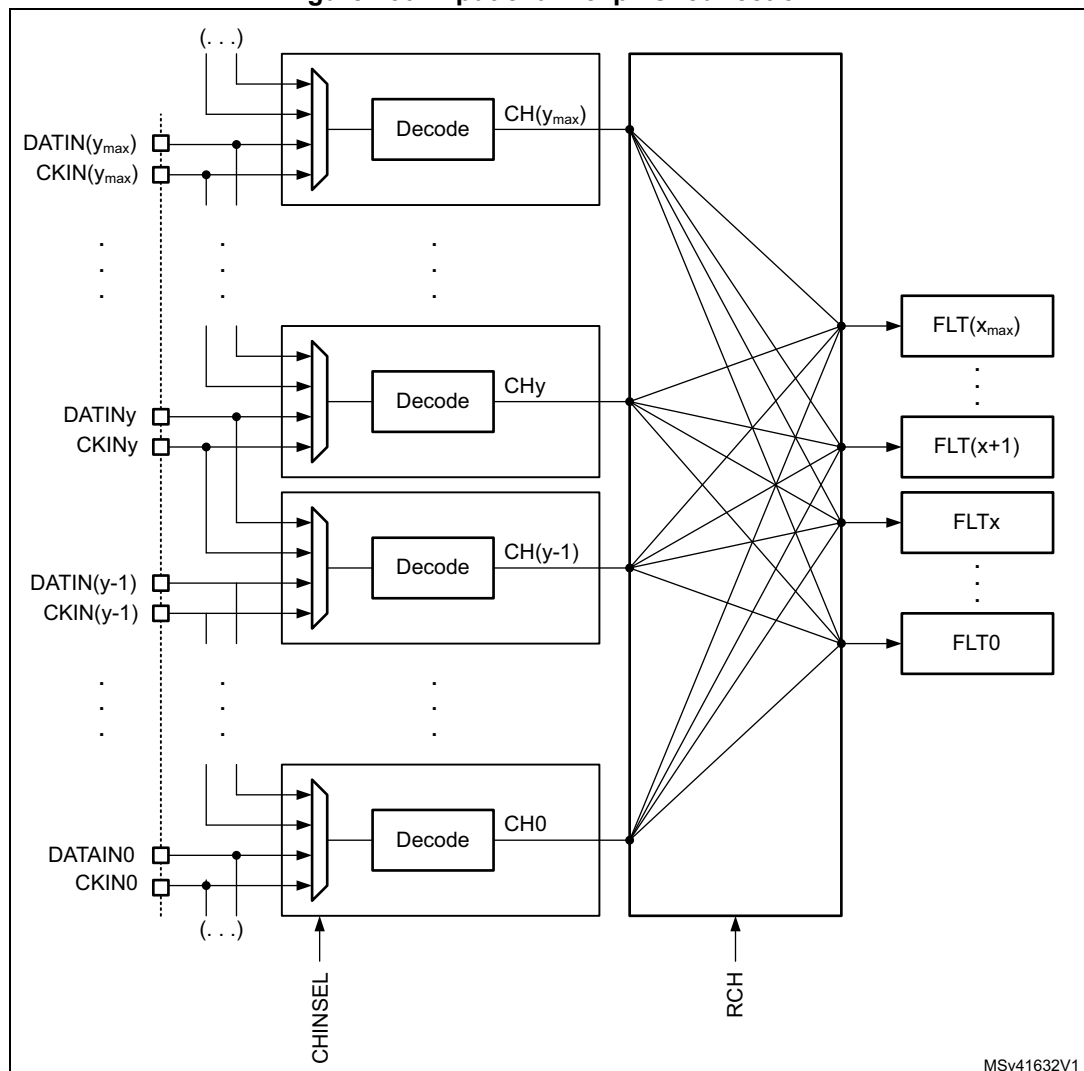 (. . .)
DATIN(ymax)
CKIN(ymax)
Decode
CH(ymax)
. . .
. . .
. . .
DATINy
CKINy
Decode
CHy
DATIN(y-1)
CKIN(y-1)
Decode
CH(y-1)
. . .
. . .
. . .
DATAIN0
CKIN0
Decode
CH0
(. . .)
CHINSEL
RCH
FLT(xmax)
. . .
FLT(x+1)
FLTx
. . .
FLT0
MSv41632V1